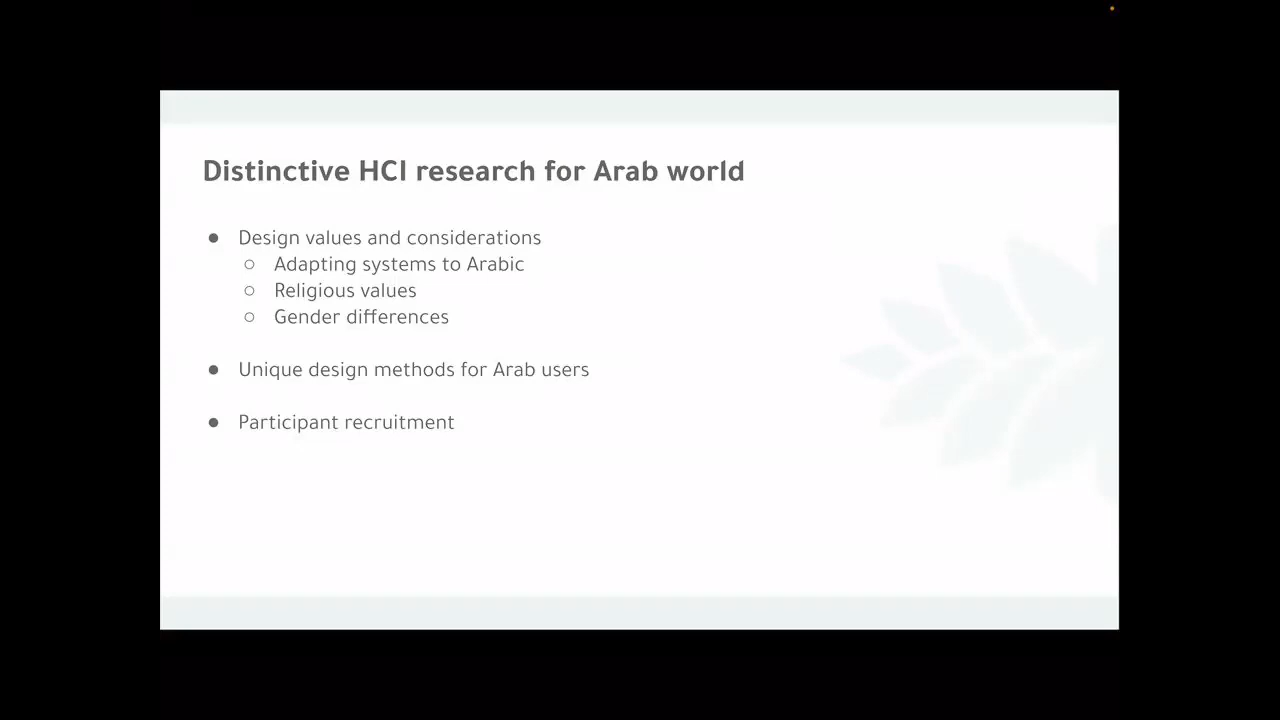 Distinctive HCI research for Arab world
● Design values and considerations
○ Adapting systems to Arabic
○ Religious values
○ Gender differences
● Unique design methods for Arab users
● Participant recruitment